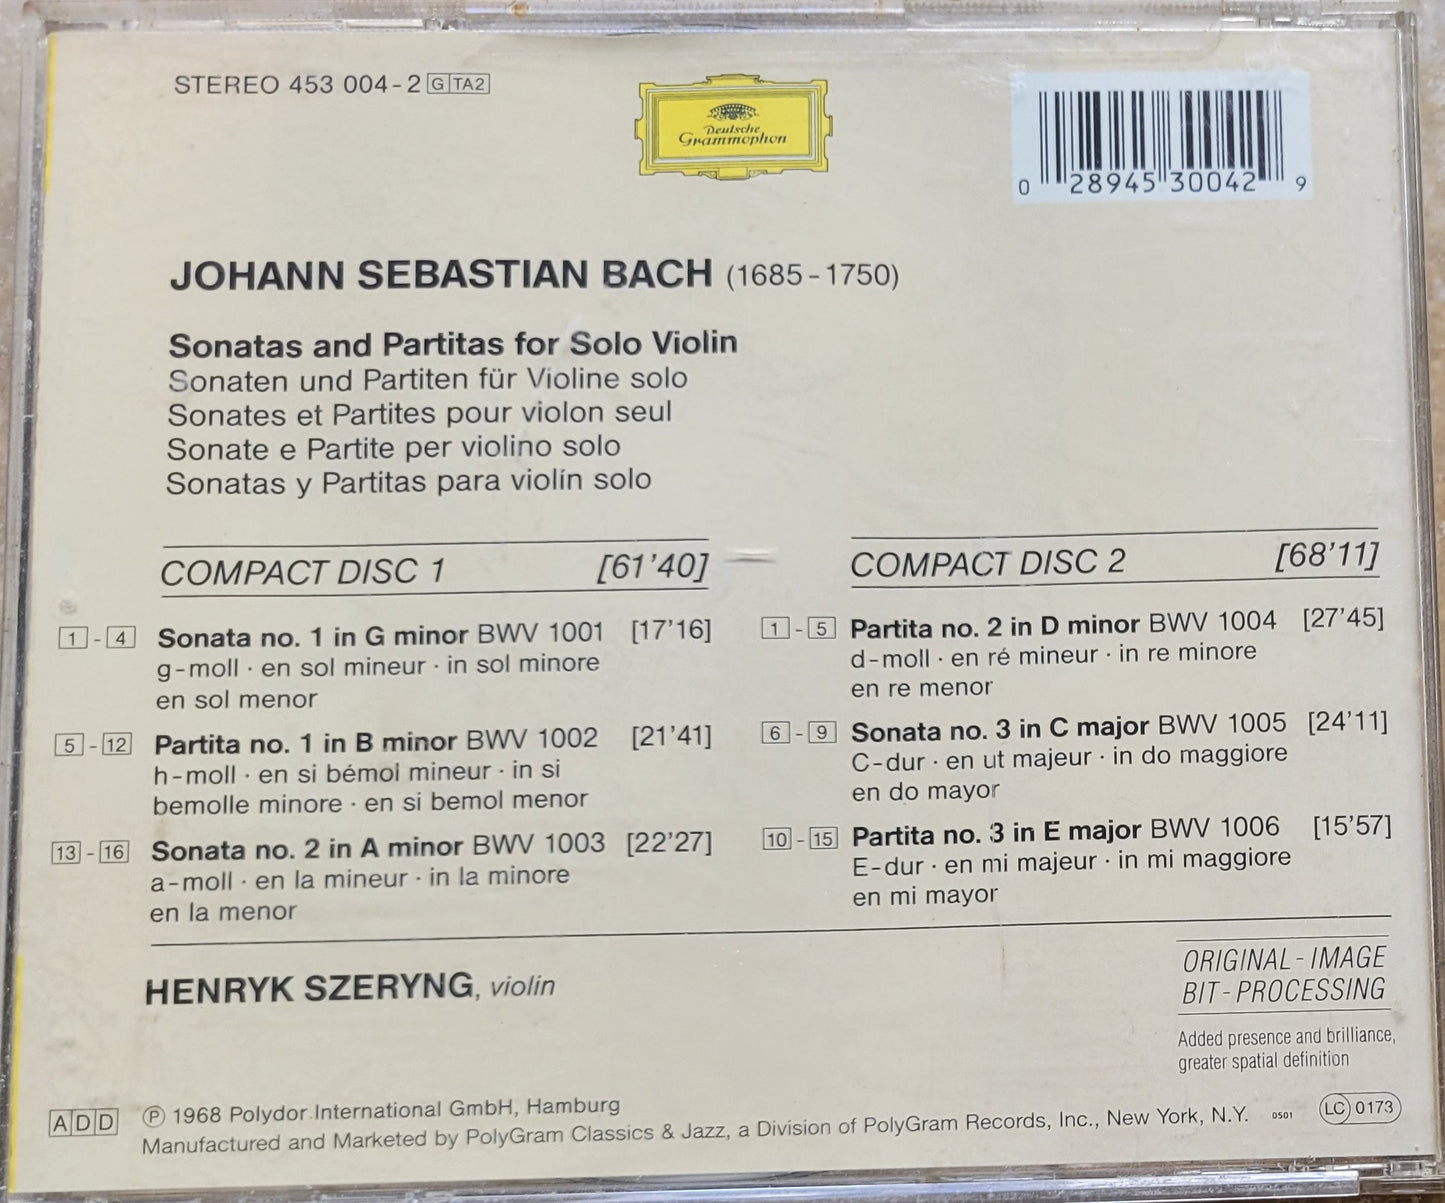 STEREO 453 004-2 G TA2
Deutsche
Grammophon
0 28945 30042 9
JOHANN SEBASTIAN BACH (1685-1750)
Sonatas and Partitas for Solo Violin
Sonaten und Partiten für Violine solo
Sonates et Partites pour violon seul
Sonate e Partite per violino solo
Sonatas y Partitas para violín solo
COMPACT DISC 1 [61'40]
1 - 4 Sonata no. 1 in G minor BWV 1001 [17'16]
g-moll · en sol mineur · in sol minore
en sol menor
5 - 12 Partita no. 1 in B minor BWV 1002 [21'41]
h-moll · en si bémol mineur · in si
bemolle minore · en si bemol menor
13 - 16 Sonata no. 2 in A minor BWV 1003 [22'27]
a-moll · en la mineur · in la minore
en la menor
COMPACT DISC 2 [68'11]
1 - 5 Partita no. 2 in D minor BWV 1004 [27'45]
d-moll · en ré mineur · in re minore
en re menor
6 - 9 Sonata no. 3 in C major BWV 1005 [24'11]
C-dur · en ut majeur · in do maggiore
en do mayor
10 - 15 Partita no. 3 in E major BWV 1006 [15'57]
E-dur · en mi majeur · in mi maggiore
en mi mayor
HENRYK SZERYNG, violin
ORIGINAL-IMAGE
BIT-PROCESSING
Added presence and brilliance,
greater spatial definition
ADD ℗ 1968 Polydor International GmbH, Hamburg
Manufactured and Marketed by PolyGram Classics & Jazz, a Division of PolyGram Records, Inc., New York, N.Y. 0501 LC 0173